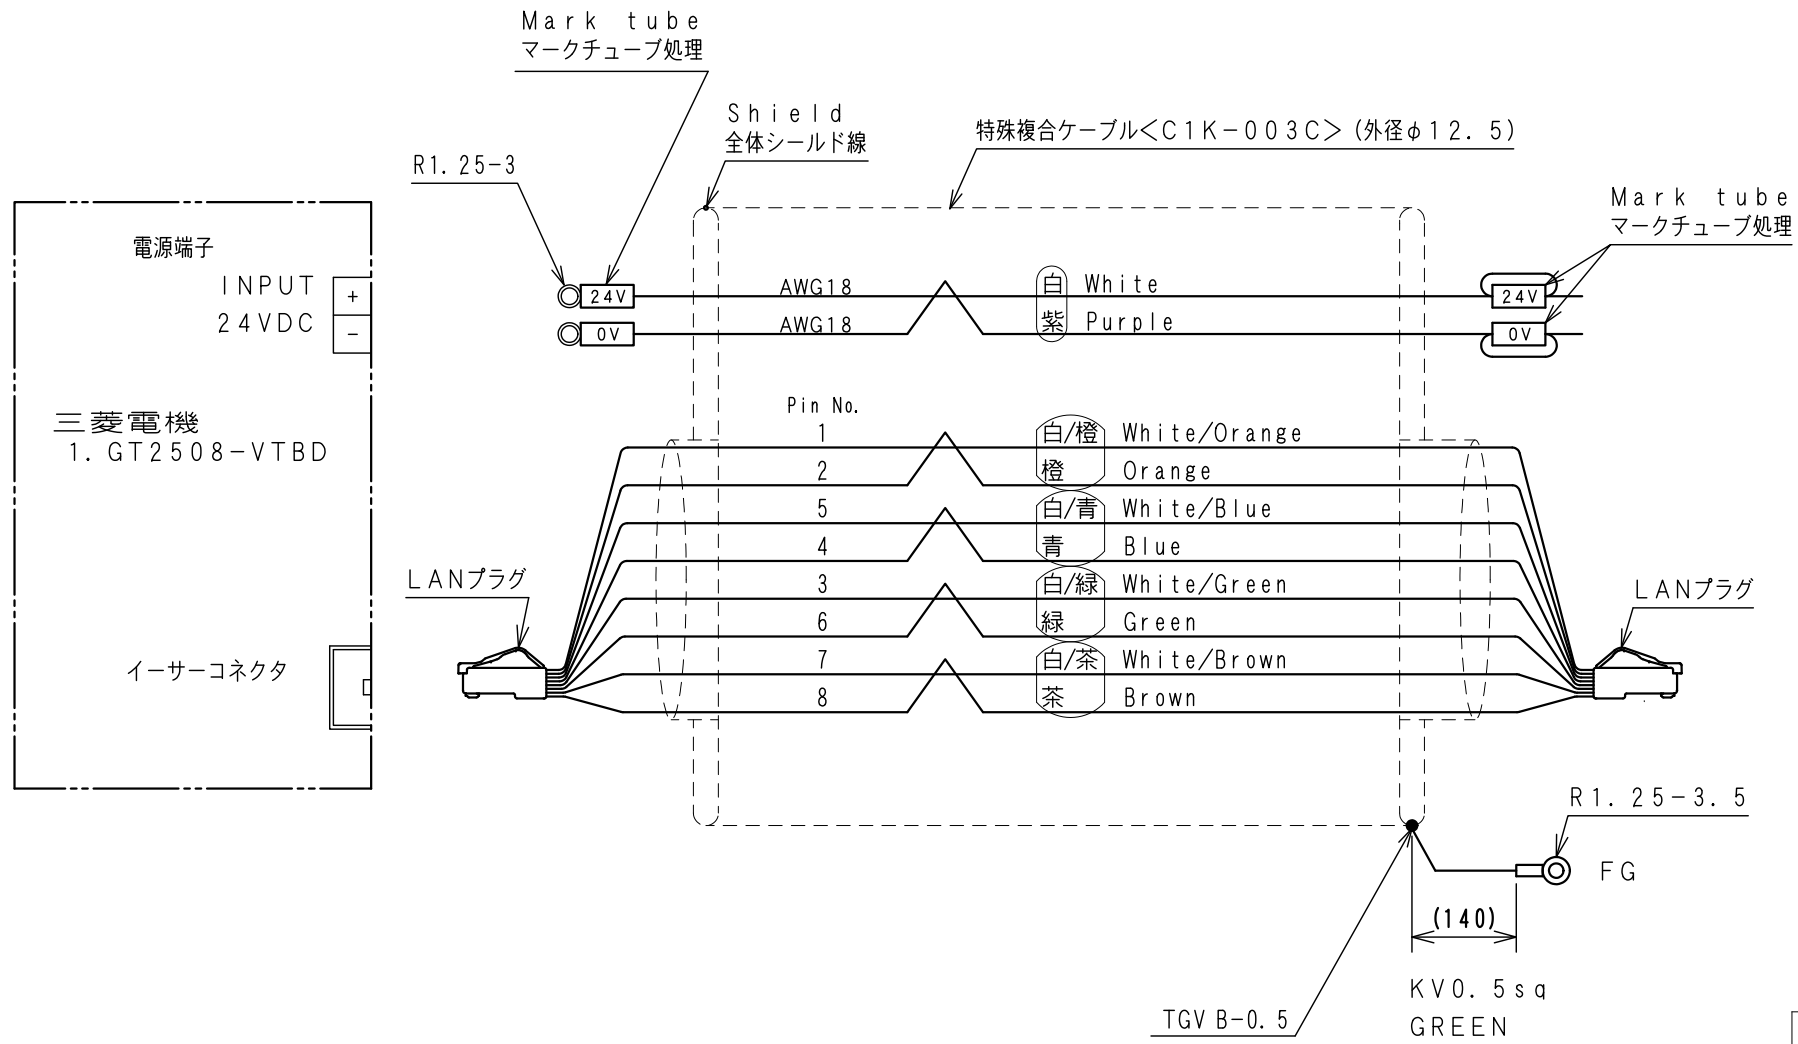 Mark tube
マークチューブ処理
Shield
全体シールド線
特殊複合ケーブル<C1K-003C>(外径φ12.5)
R1.25-3
Mark tube
マークチューブ処理
電源端子
INPUT
24VDC
+
-
24V
AWG18
白 White
24V
0V
AWG18
紫 Purple
0V
三菱電機
1. GT2508-VTBD
Pin No.
1 白/橙 White/Orange
2 橙 Orange
5 白/青 White/Blue
4 青 Blue
3 白/緑 White/Green
6 緑 Green
7 白/茶 White/Brown
8 茶 Brown
LANプラグ
LANプラグ
イーサーコネクタ
R1.25-3.5
FG
(140)
KV0.5sq
GREEN
TGV B-0.5